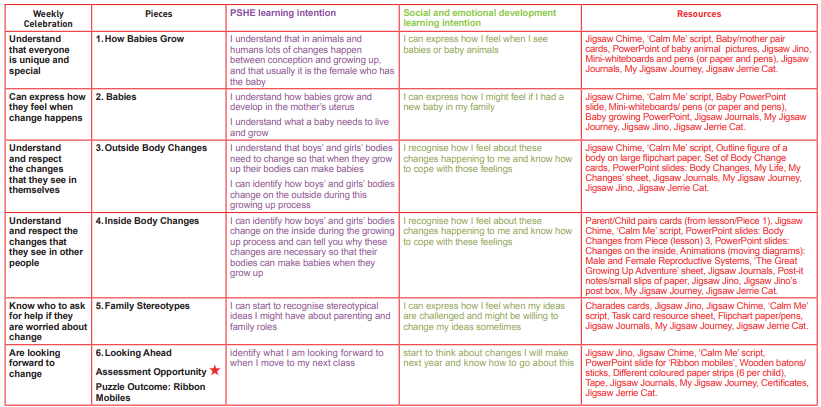 Weekly
Celebration
Pieces
PSHE learning intention
Social and emotional development
learning intention
Resources
Understand
that everyone
is unique and
special
1. How Babies Grow
I understand that in animals and
humans lots of changes happen
between conception and growing up,
and that usually it is the female who has
the baby
I can express how I feel when I see
babies or baby animals
Jigsaw Chime, 'Calm Me' script, Baby/mother pair
cards, PowerPoint of baby animal pictures, Jigsaw Jino,
Mini-whiteboards and pens (or paper and pens), Jigsaw
Journals, My Jigsaw Journey, Jigsaw Jerrie Cat.
Can express how
they feel when
change happens
2. Babies
I understand how babies grow and
develop in the mother's uterus
I understand what a baby needs to live
and grow
I can express how I might feel if I had a
new baby in my family
Jigsaw Chime, 'Calm Me' script, Baby PowerPoint
slide, Mini-whiteboards/ pens (or paper and pens),
Baby growing PowerPoint, Jigsaw Journals, My Jigsaw
Journey, Jigsaw Jino, Jigsaw Jerrie Cat.
Understand
and respect
the changes
that they see in
themselves
3. Outside Body Changes
I understand that boys' and girls' bodies
need to change so that when they grow
up their bodies can make babies
I can identify how boys' and girls' bodies
change on the outside during this
growing up process
I recognise how I feel about these
changes happening to me and know how
to cope with those feelings
Jigsaw Chime, 'Calm Me' script, Outline figure of a
body on large flipchart paper, Set of Body Change
cards, PowerPoint slides: Body Changes, My Life, My
Changes' sheet, Jigsaw Journals, My Jigsaw Journey,
Jigsaw Jino, Jigsaw Jerrie Cat.
Understand
and respect the
changes that
they see in other
people
4. Inside Body Changes
I can identify how boys' and girls' bodies
change on the inside during the growing
up process and can tell you why these
changes are necessary so that their
bodies can make babies when they
grow up
I recognise how I feel about these
changes happening to me and know how
to cope with these feelings
Parent/Child pairs cards (from lesson/Piece 1), Jigsaw
Chime, 'Calm Me' script, PowerPoint slides: Body
Changes from Piece (lesson) 3, PowerPoint slides:
Changes on the inside, Animations (moving diagrams):
Male and Female Reproductive Systems, 'The Great
Growing Up Adventure' sheet, Jigsaw Journals, Post-it
notes/small slips of paper, Jigsaw Jino, Jigsaw Jino's
post box, My Jigsaw Journey, Jigsaw Jerrie Cat.
Know who to ask
for help if they
are worried about
change
5. Family Stereotypes
I can start to recognise stereotypical
ideas I might have about parenting and
family roles
I can express how I feel when my ideas
are challenged and might be willing to
change my ideas sometimes
Charades cards, Jigsaw Jino, Jigsaw Chime, 'Calm Me'
script, Task card resource sheet, Flipchart paper/pens,
Jigsaw Journals, My Jigsaw Journey, Jigsaw Jerrie Cat.
Are looking
forward to
change
6. Looking Ahead
Assessment Opportunity ★
Puzzle Outcome: Ribbon
Mobiles
identify what I am looking forward to
when I move to my next class
start to think about changes I will make
next year and know how to go about this
Jigsaw Jino, Jigsaw Chime, 'Calm Me' script,
PowerPoint slide for 'Ribbon mobiles', Wooden batons/
sticks, Different coloured paper strips (6 per child),
Tape, Jigsaw Journals, My Jigsaw Journey, Certificates,
Jigsaw Jerrie Cat.